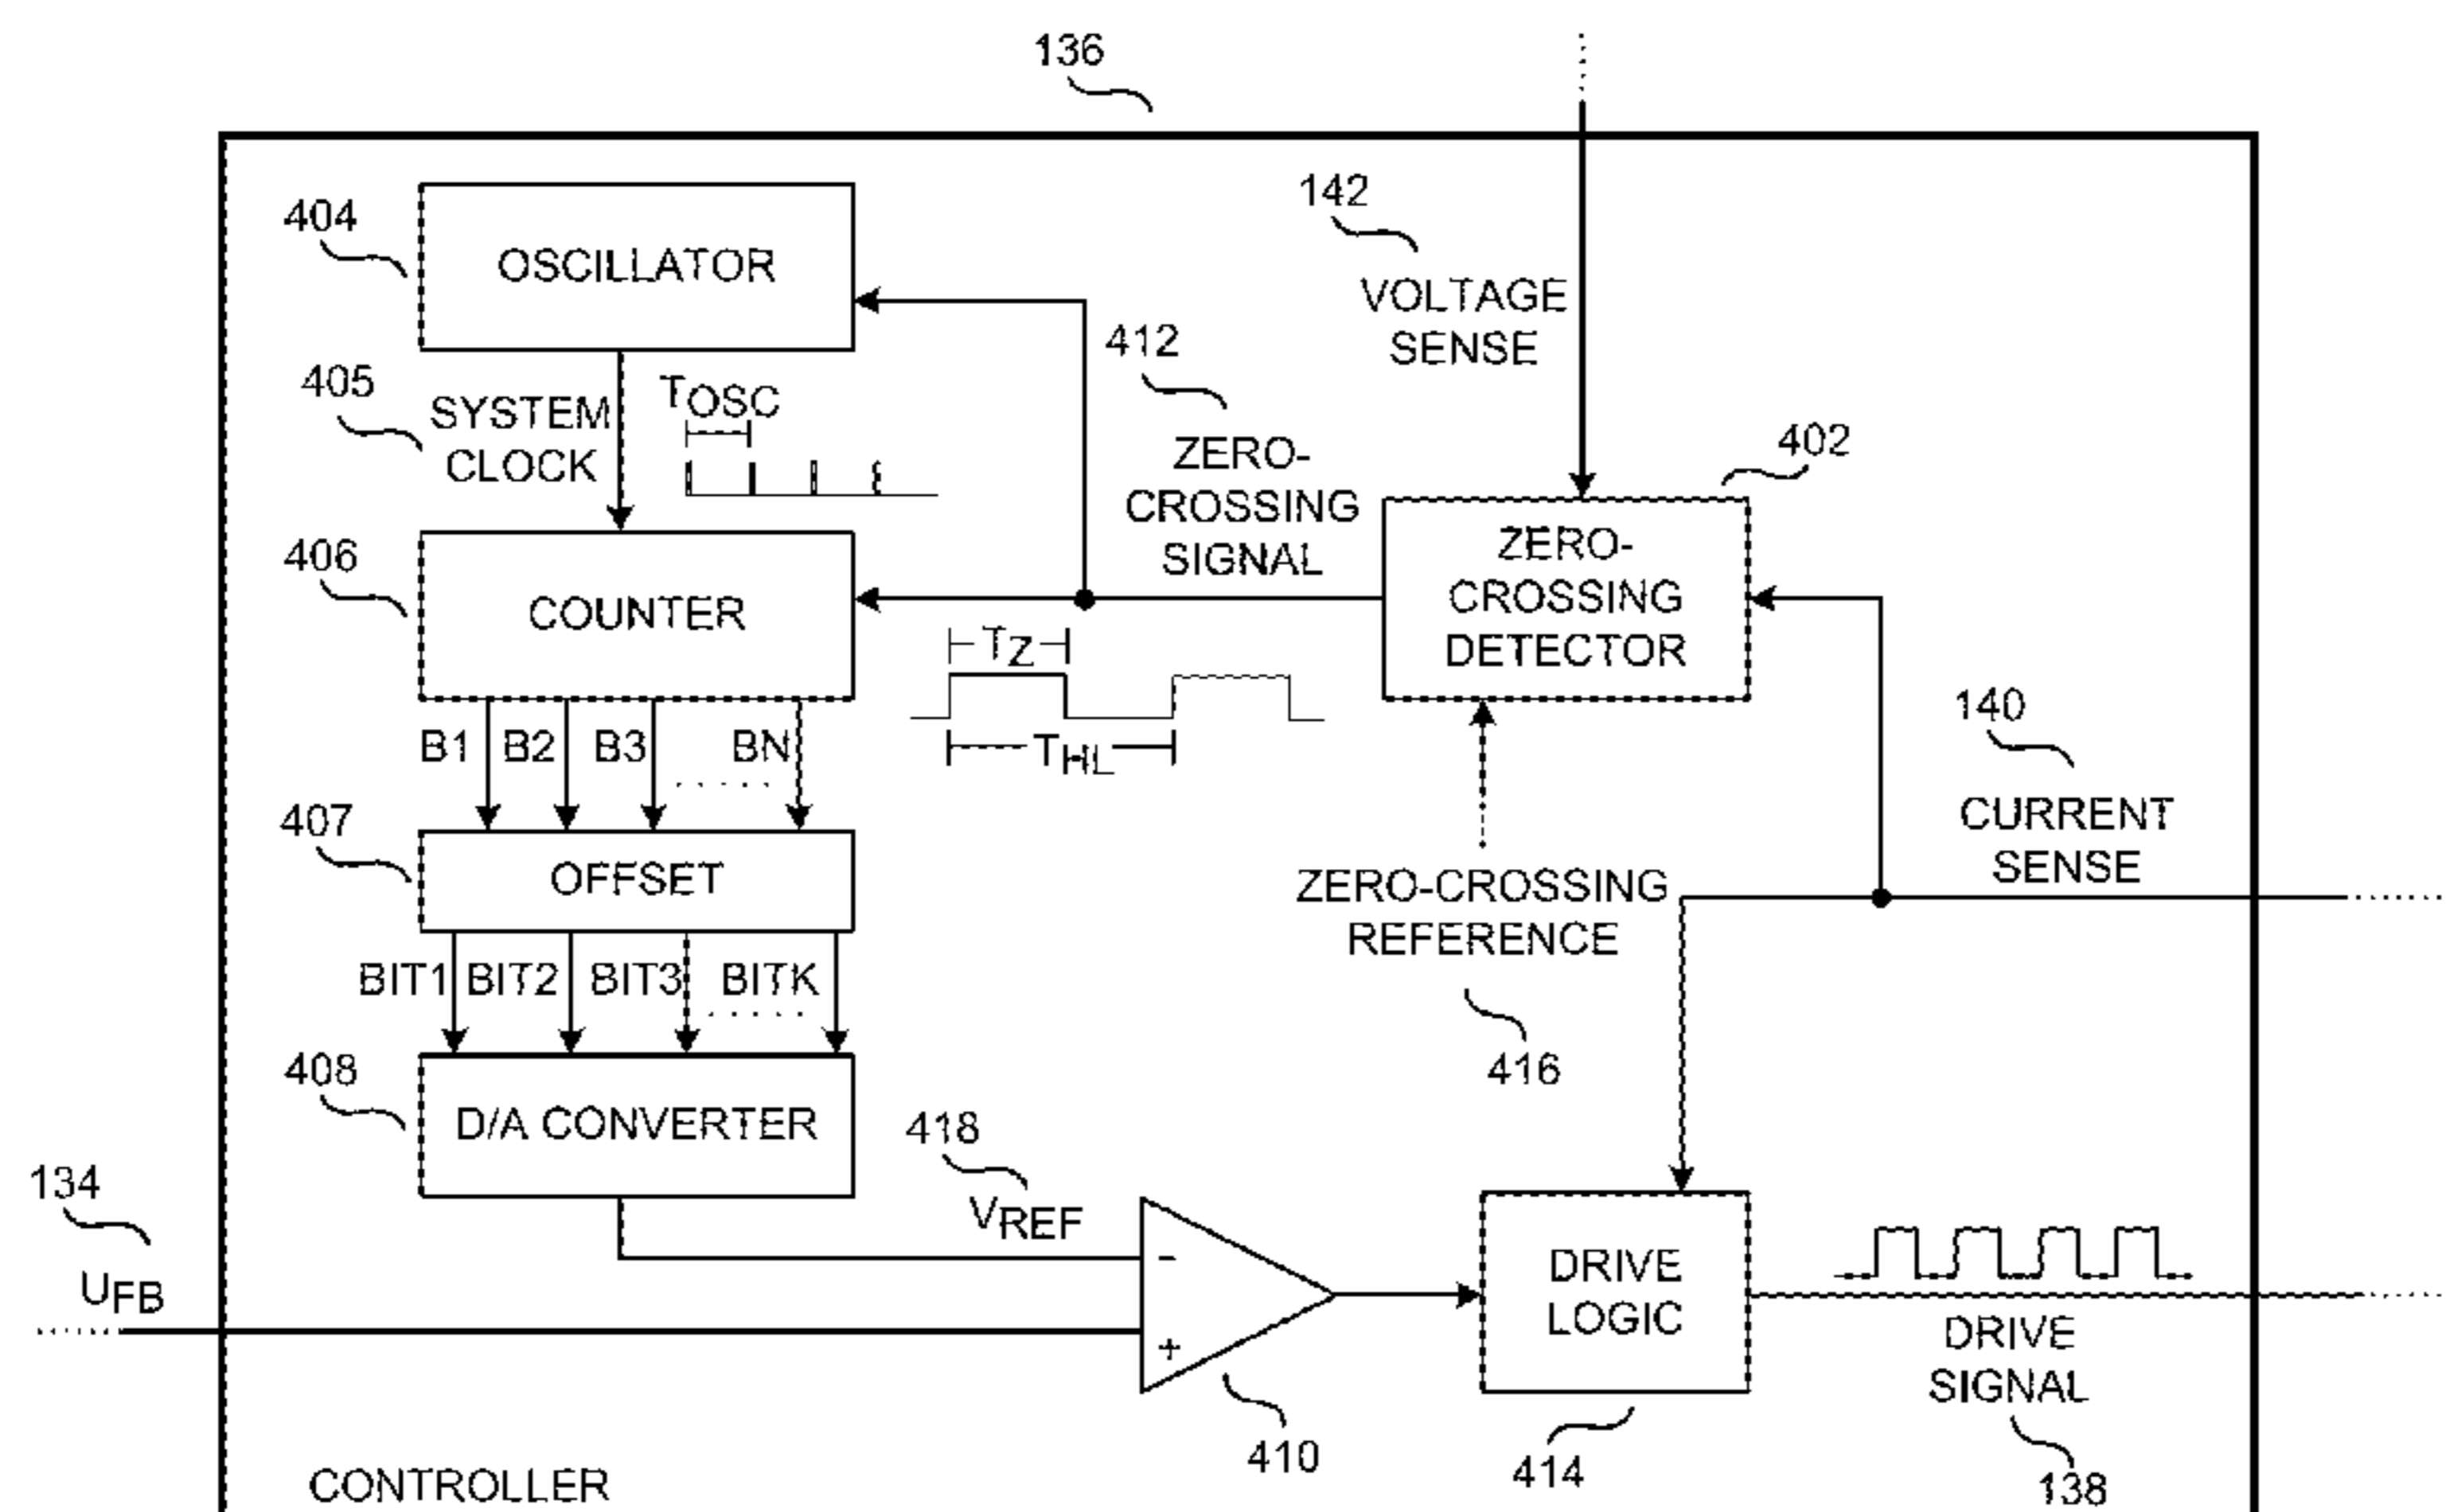 136
142
VOLTAGE
SENSE
404
OSCILLATOR
412
ZERO-
CROSSING
SIGNAL
405
SYSTEM
CLOCK
TOSC
402
ZERO-
CROSSING
DETECTOR
406
COUNTER
TZ
THL
B1 B2 B3 BN
140
CURRENT
SENSE
407
OFFSET
ZERO-CROSSING
REFERENCE
416
BIT1 BIT2 BIT3 BITK
408
D/A CONVERTER
418
VREF
134
UFB
-
+
410
DRIVE
LOGIC
414
DRIVE
SIGNAL
138
CONTROLLER